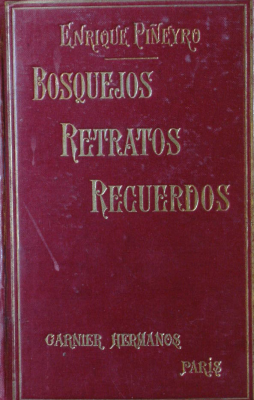 ENRIQUE PIÑEYRO
BOSQUEJOS
RETRATOS
RECUERDOS
GARNIER HERMANOS
PARIS